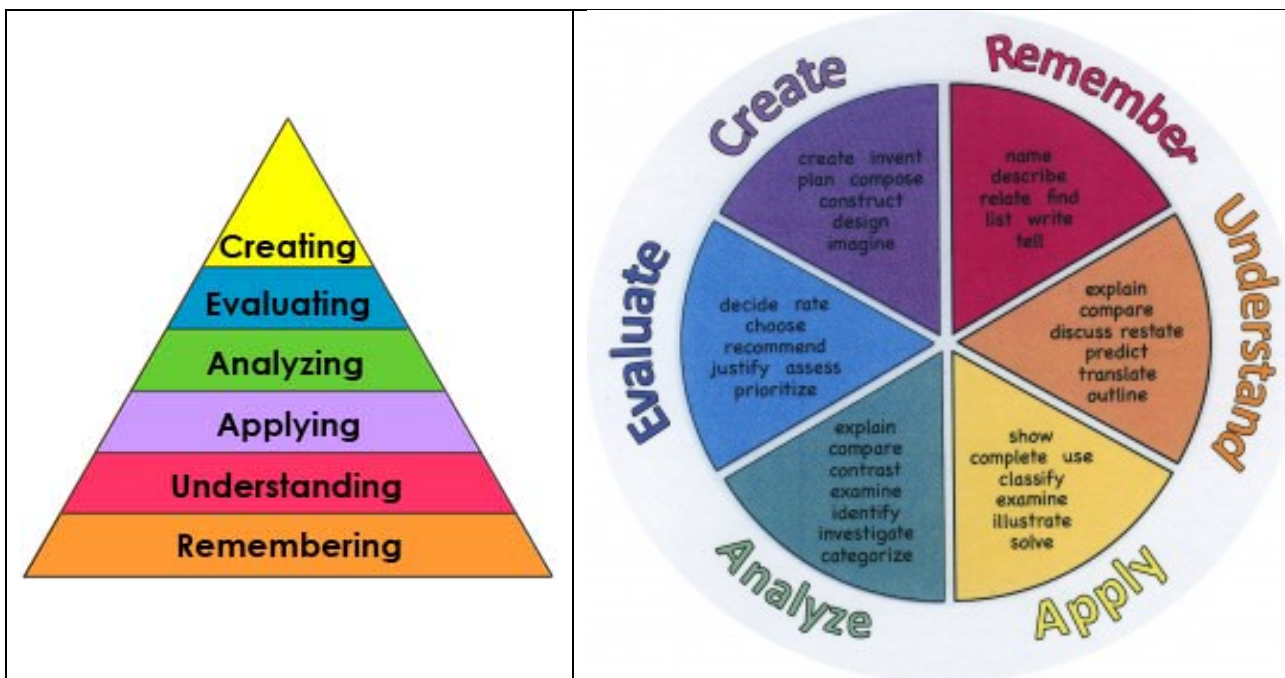 Creating
Evaluating
Analyzing
Applying
Understanding
Remembering
Create
create invent
plan compose
construct
design
imagine
Remember
name
describe
relate find
list write
tell
Understand
explain
compare
discuss restate
predict
translate
outline
Apply
show
complete use
classify
examine
illustrate
solve
Analyze
explain
compare
contrast
examine
identify
investigate
categorize
Evaluate
decide rate
choose
recommend
justify assess
prioritize